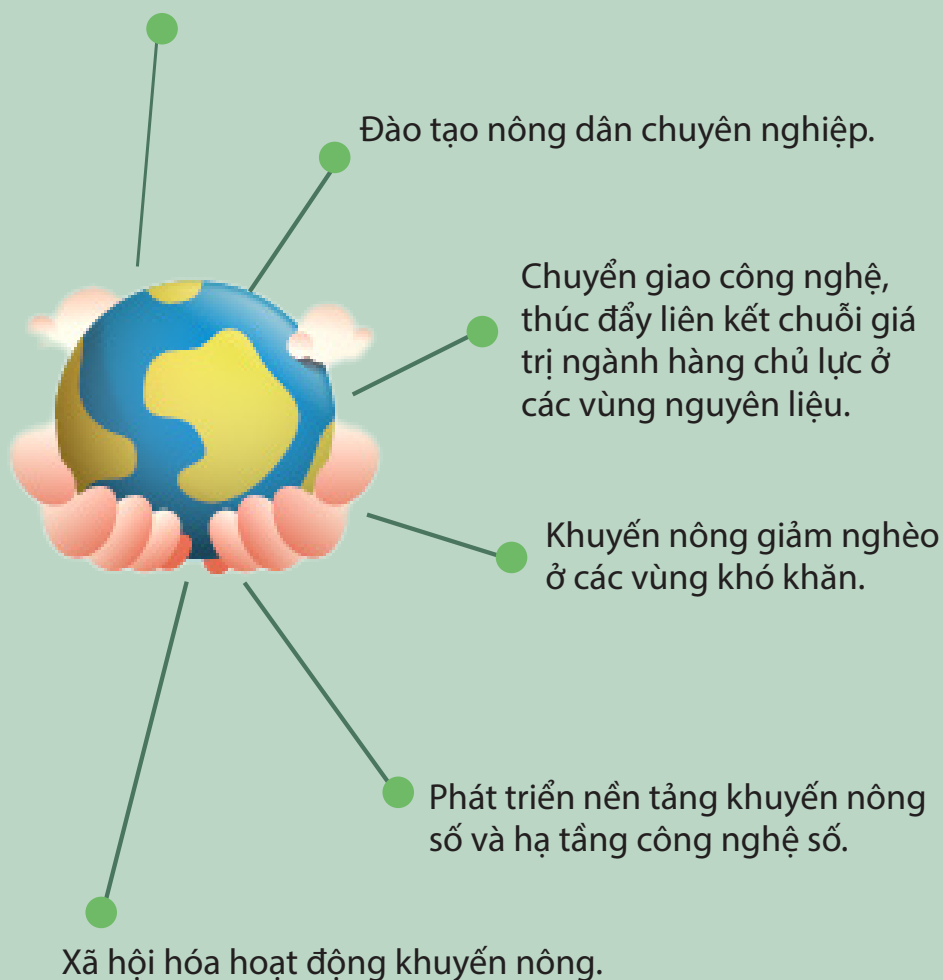 Đào tạo nông dân chuyên nghiệp.
Chuyển giao công nghệ,
thúc đẩy liên kết chuỗi giá
trị ngành hàng chủ lực ở
các vùng nguyên liệu.
Khuyến nông giảm nghèo
ở các vùng khó khăn.
Phát triển nền tảng khuyến nông
số và hạ tầng công nghệ số.
Xã hội hóa hoạt động khuyến nông.